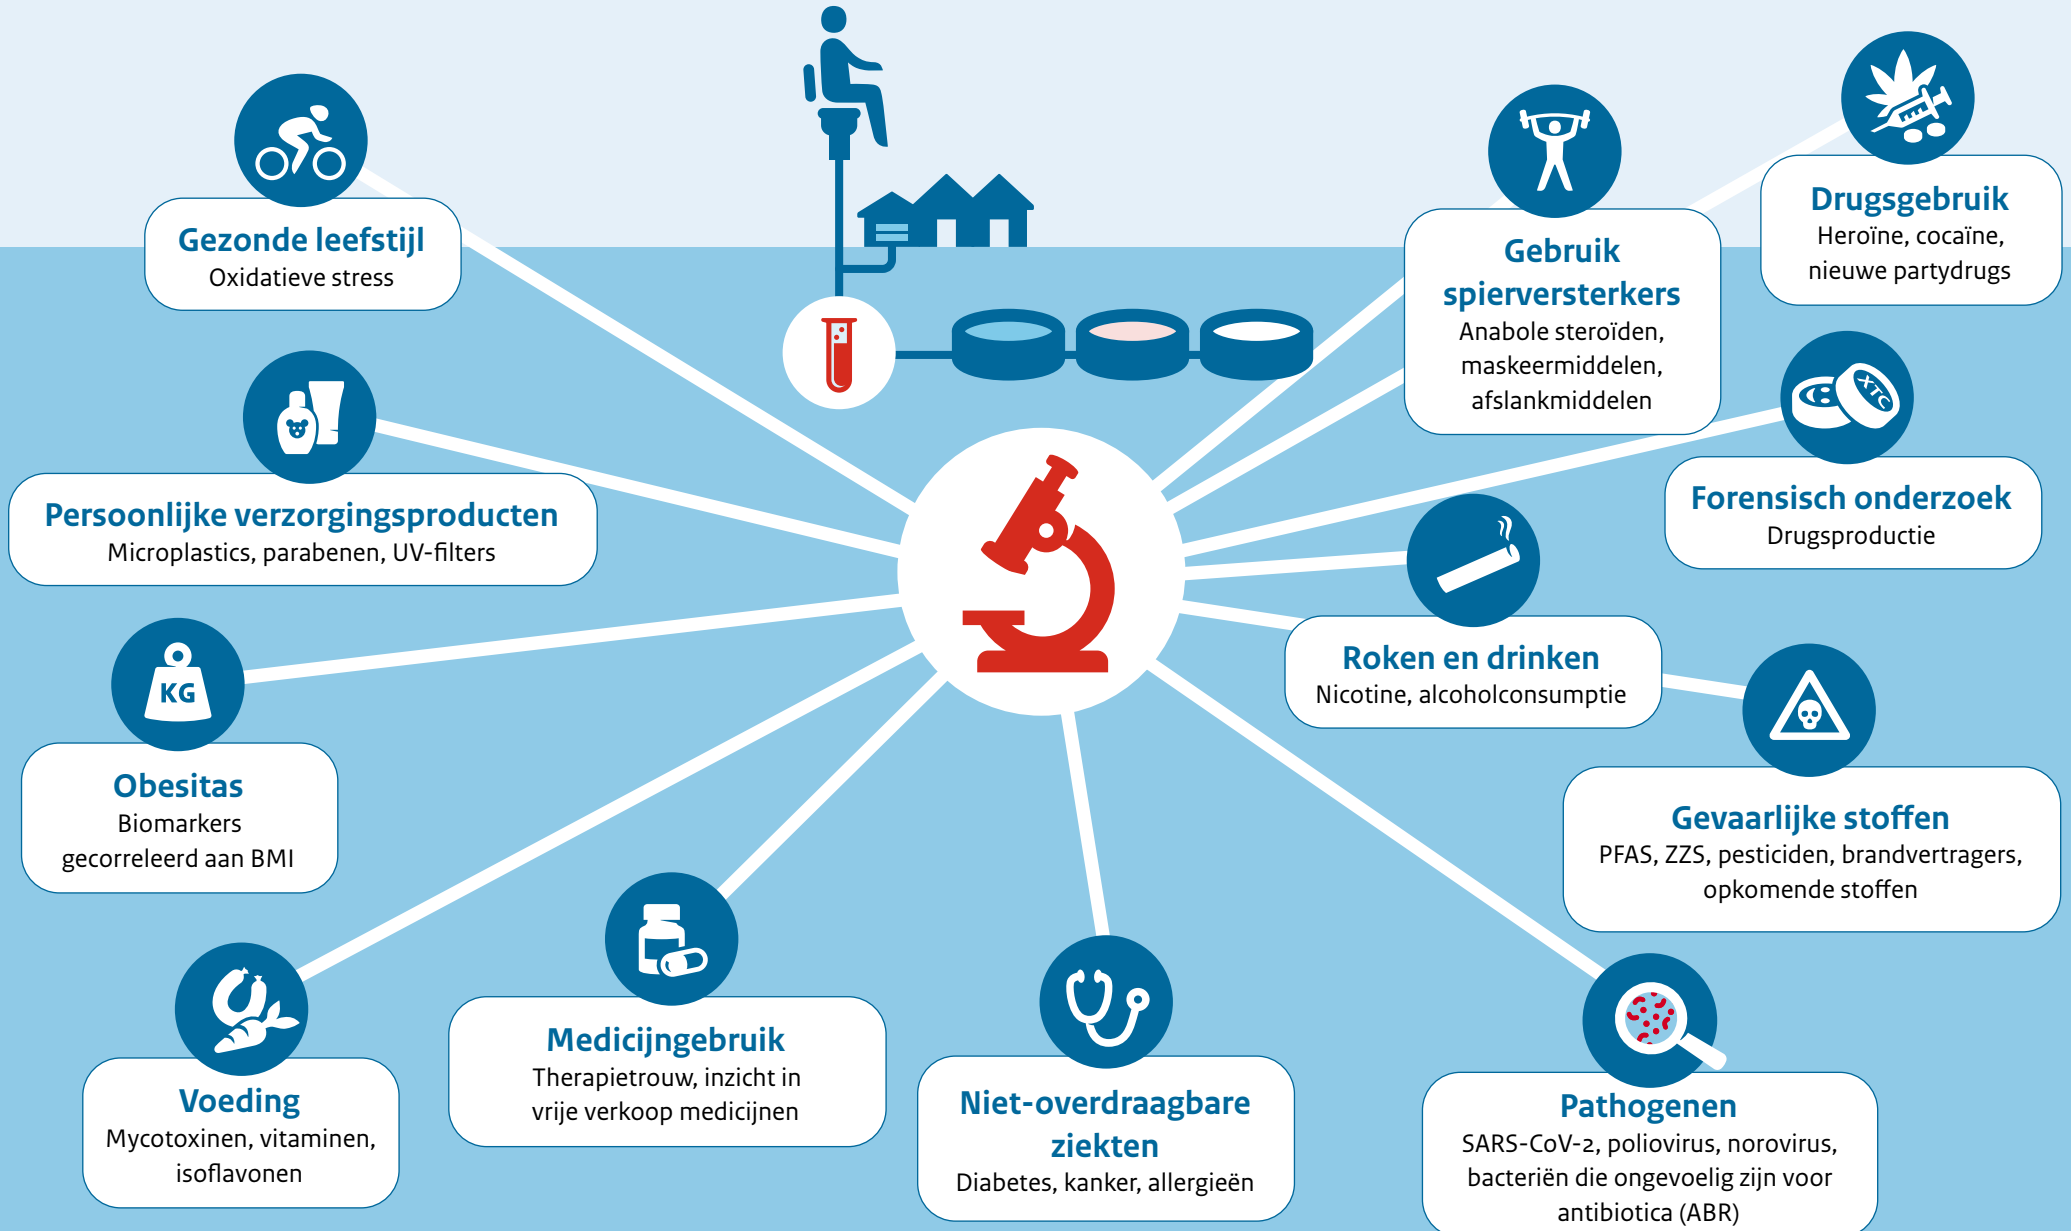 Gezonde leefstijl
Oxidatieve stress
Persoonlijke verzorgingsproducten
Microplastics, parabenen, UV-filters
KG
Obesitas
Biomarkers
gecorreleerd aan BMI
Voeding
Mycotoxinen, vitaminen,
isoflavonen
Medicijngebruik
Therapietrouw, inzicht in
vrije verkoop medicijnen
Niet-overdraagbare
ziekten
Diabetes, kanker, allergieën
Pathogenen
SARS-CoV-2, poliovirus, norovirus,
bacteriën die ongevoelig zijn voor
antibiotica (ABR)
Gevaarlijke stoffen
PFAS, ZZS, pesticiden, brandvertragers,
opkomende stoffen
Roken en drinken
Nicotine, alcoholconsumptie
XTC
Forensisch onderzoek
Drugsproductie
Gebruik
spierversterkers
Anabole steroïden,
maskeermiddelen,
afslankmiddelen
Drugsgebruik
Heroïne, cocaïne,
nieuwe partydrugs